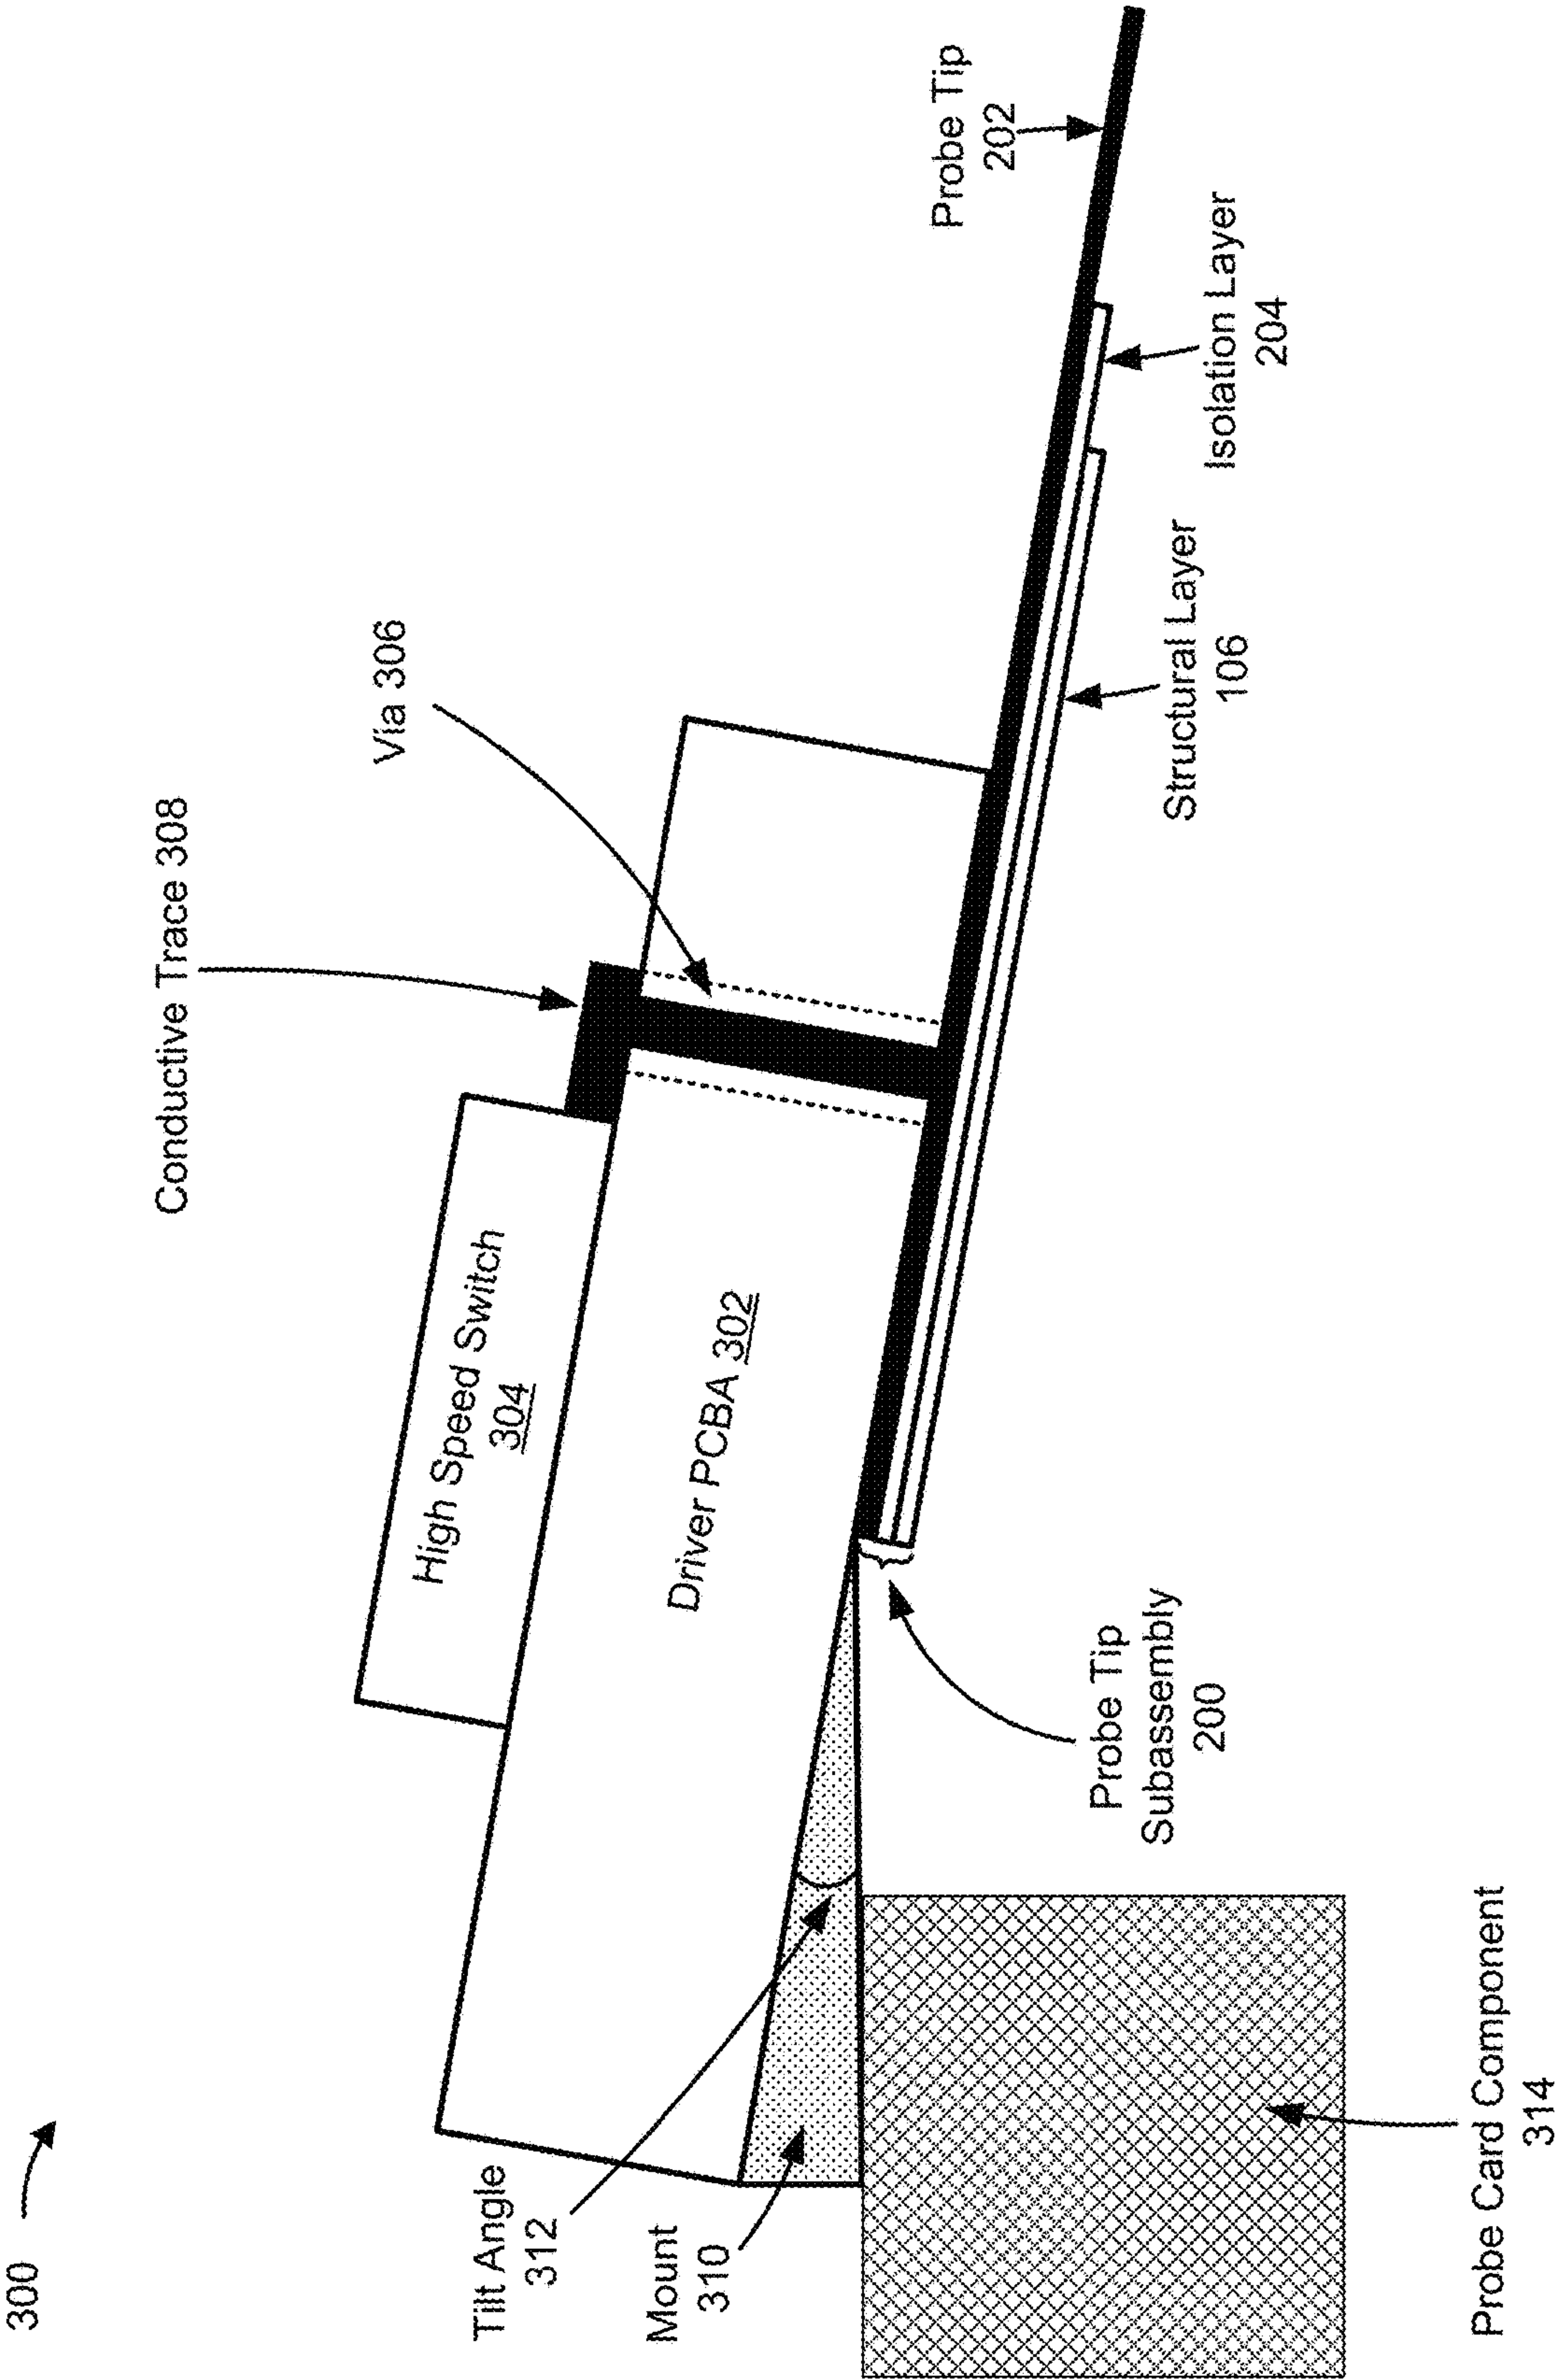 300
Conductive Trace 308
Via 306
High Speed Switch
304
Driver PCBA 302
Tilt Angle
312
Mount
310
Probe Tip
202
Isolation Layer
204
Structural Layer
106
Probe Tip
Subassembly
200
Probe Card Component
314